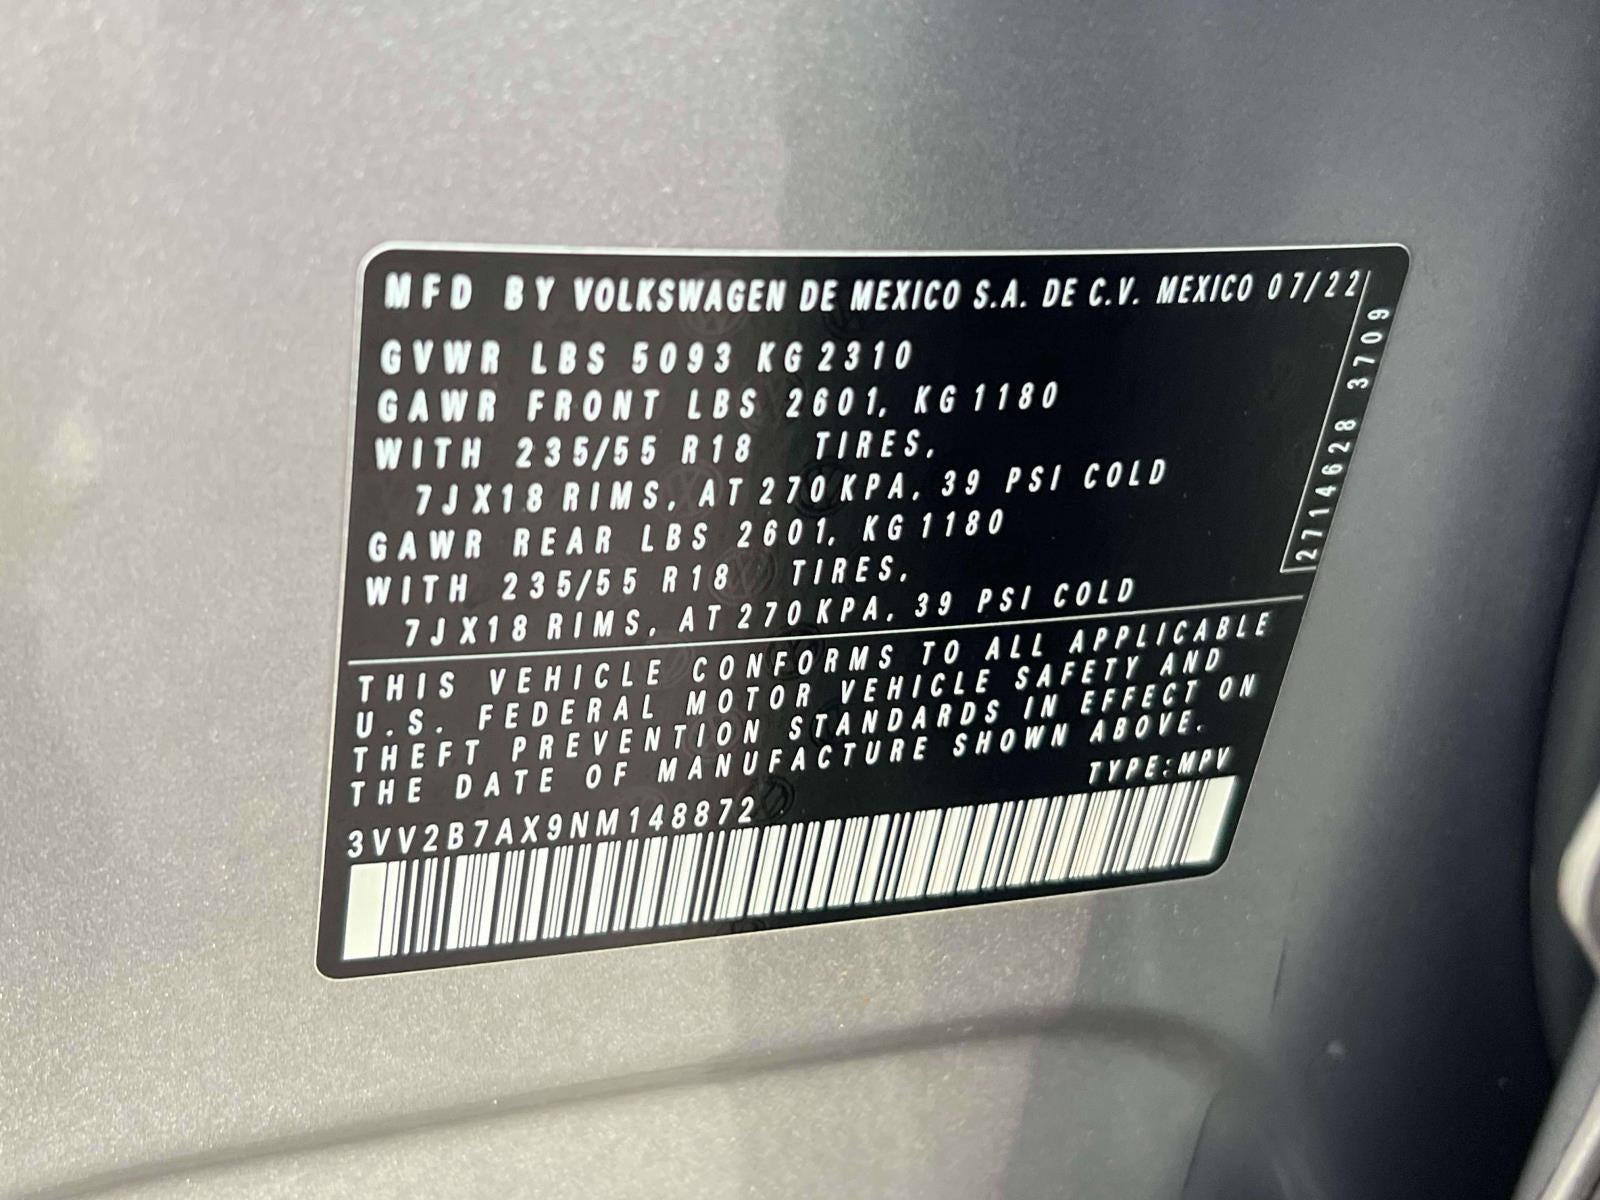 MFD BY VOLKSWAGEN DE MEXICO S.A. DE C.V. MEXICO 07/22
GVWR LBS 5093 KG 2310
GAWR FRONT LBS 2601, KG 1180
WITH 235/55 R18 TIRES,
7JX18 RIMS, AT 270 KPA, 39 PSI COLD
GAWR REAR LBS 2601, KG 1180
WITH 235/55 R18 TIRES,
7JX18 RIMS, AT 270 KPA, 39 PSI COLD
2714628 3709
THIS VEHICLE CONFORMS TO ALL APPLICABLE
U.S. FEDERAL MOTOR VEHICLE SAFETY AND
THEFT PREVENTION STANDARDS IN EFFECT ON
THE DATE OF MANUFACTURE SHOWN ABOVE.
TYPE:MPV
3VV2B7AX9NM148872